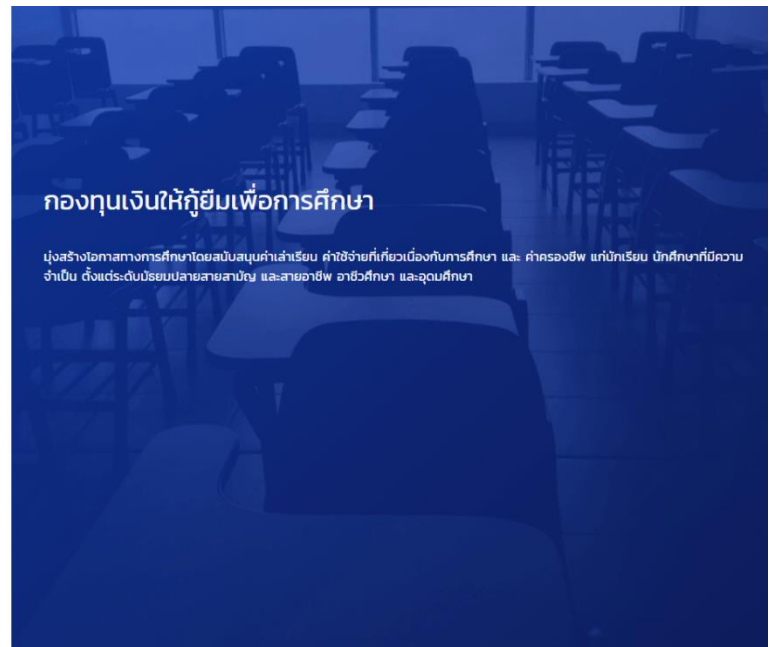 กองทุนเงินให้กู้ยืมเพื่อการศึกษา
มุ่งสร้างโอกาสทางการศึกษาโดยสนับสนุนค่าเล่าเรียน ค่าใช้จ่ายที่เกี่ยวเนื่องกับการศึกษา และ ค่าครองชีพ แก่นักเรียน นักศึกษาที่มีความ
จำเป็น ตั้งแต่ระดับมัธยมปลายสายสามัญ และสายอาชีพ อาชีวศึกษา และอุดมศึกษา